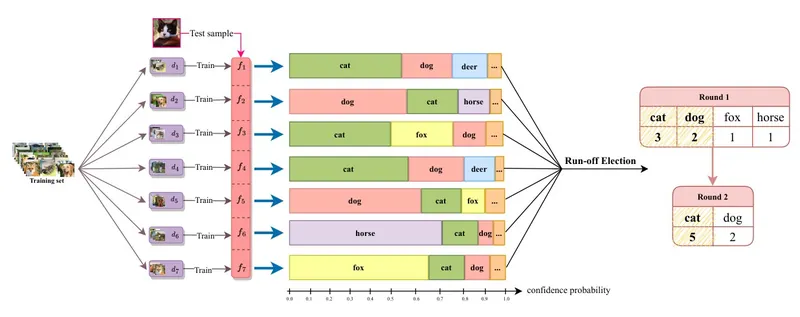 Test sample
Training set
d1 Train f1 cat dog deer ...
d2 Train f2 dog cat horse ...
d3 Train f3 cat fox dog ...
d4 Train f4 cat dog deer ...
d5 Train f5 dog cat fox ...
d6 Train f6 horse cat dog ...
d7 Train f7 fox cat dog ...
0.0 0.1 0.2 0.3 0.4 0.5 0.6 0.7 0.8 0.9 1.0
confidence probability
Run-off Election
Round 1
cat dog fox horse
3 2 1 1
Round 2
cat dog
5 2